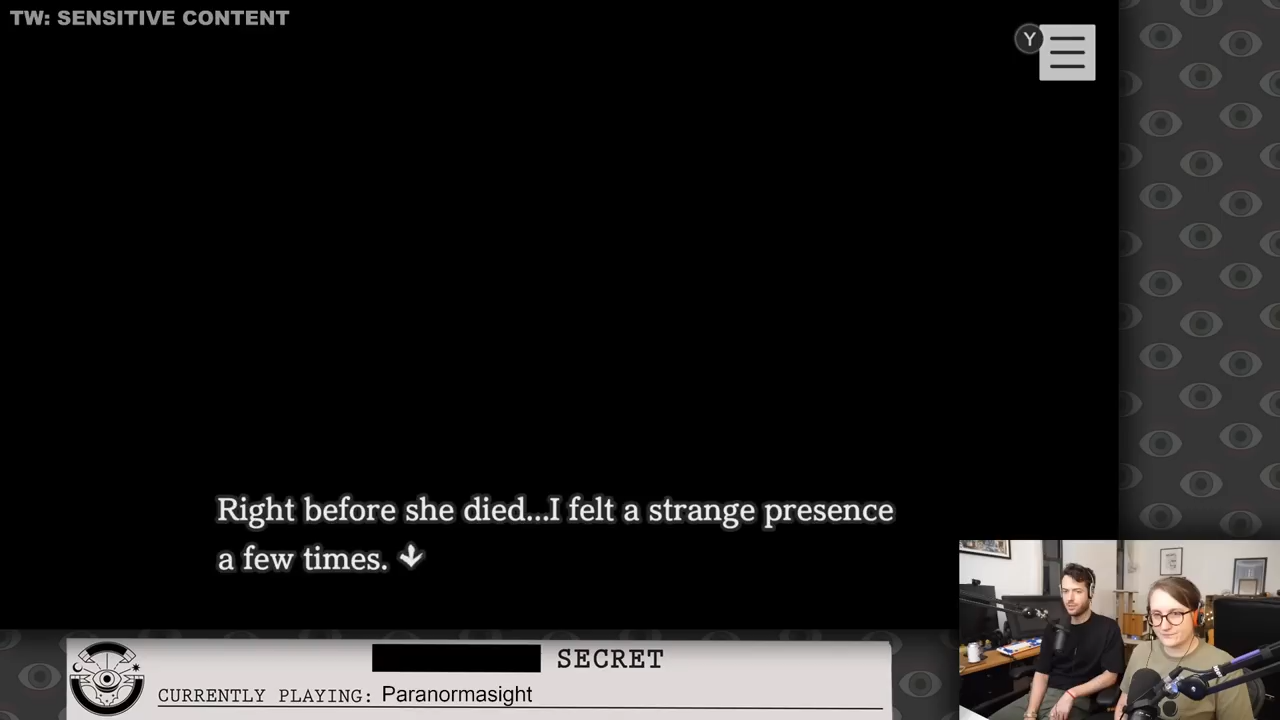 TW: SENSITIVE CONTENT
Y
Right before she died...I felt a strange presence
a few times.
SECRET
CURRENTLY PLAYING: Paranormasight